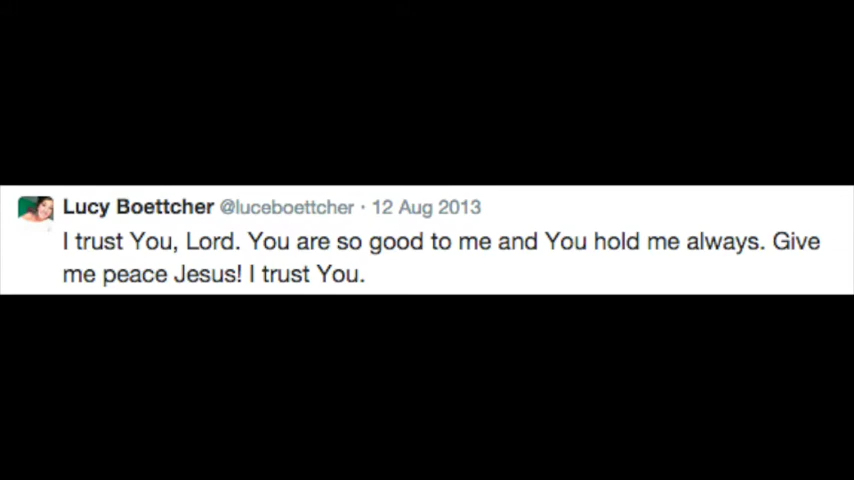 Lucy Boettcher @luceboettcher · 12 Aug 2013
I trust You, Lord. You are so good to me and You hold me always. Give
me peace Jesus! I trust You.